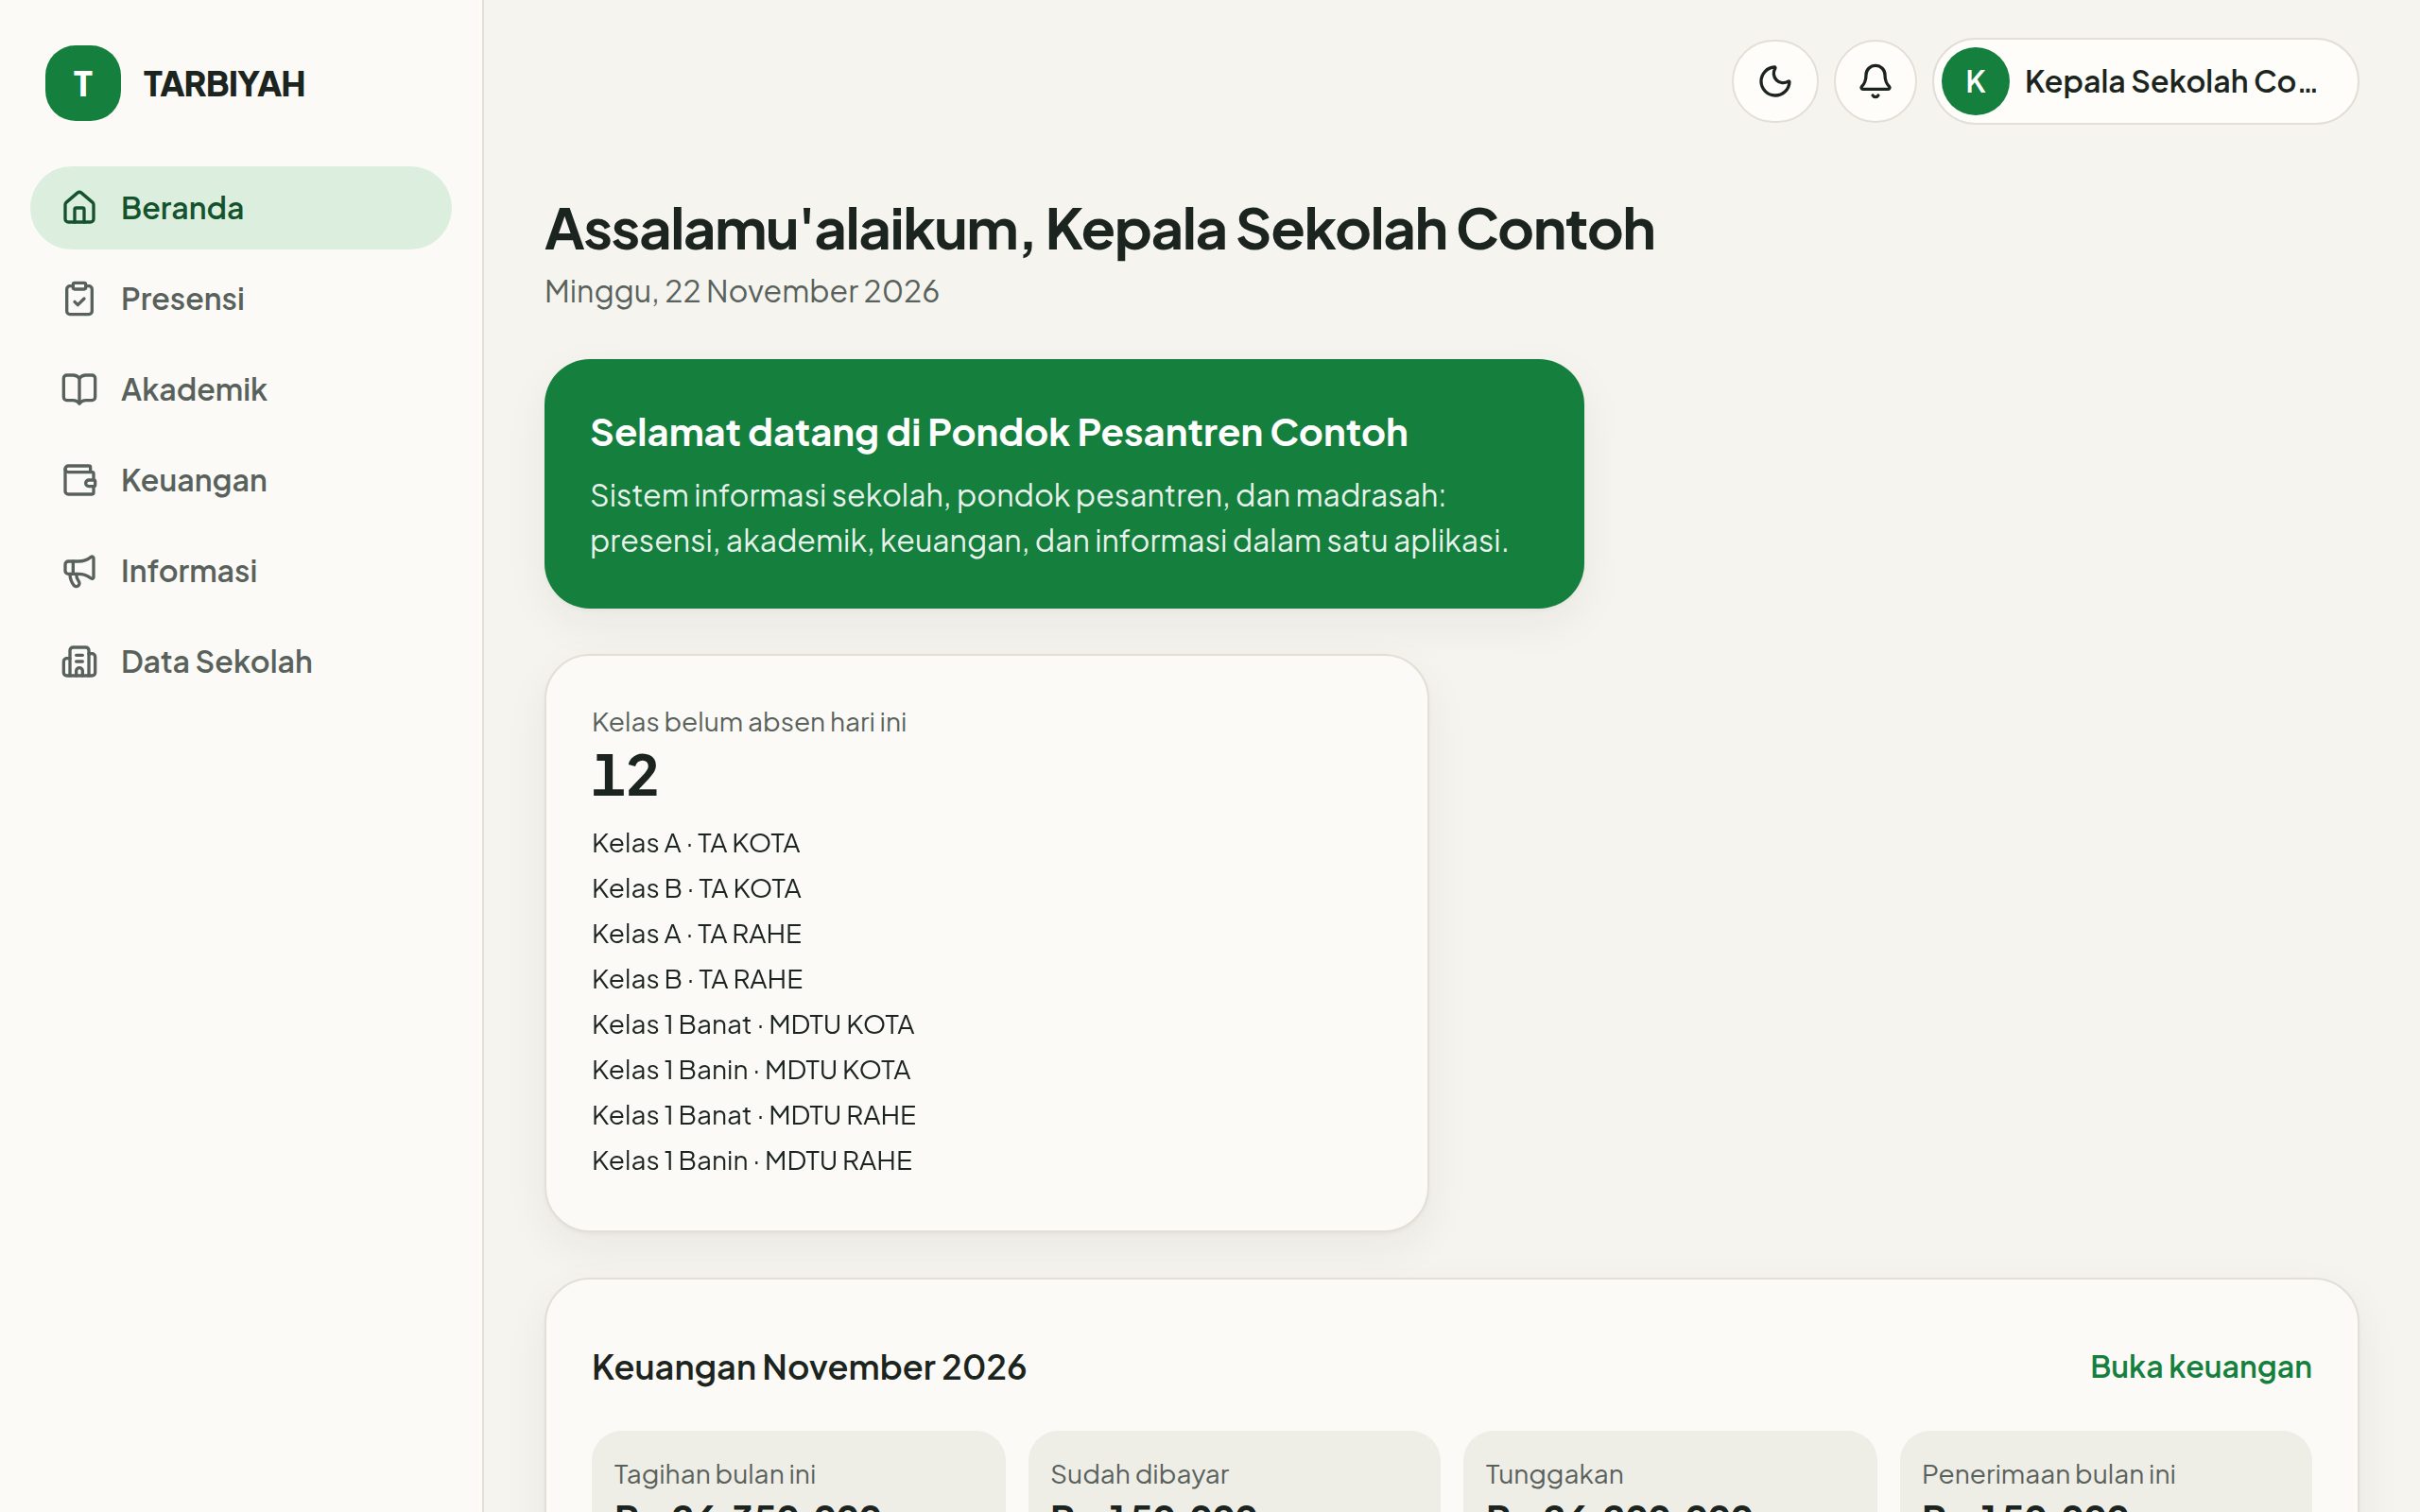 T TARBIYAH
K Kepala Sekolah Co...
Beranda
Presensi
Akademik
Keuangan
Informasi
Data Sekolah
Assalamu'alaikum, Kepala Sekolah Contoh
Minggu, 22 November 2026
Selamat datang di Pondok Pesantren Contoh
Sistem informasi sekolah, pondok pesantren, dan madrasah:
presensi, akademik, keuangan, dan informasi dalam satu aplikasi.
Kelas belum absen hari ini
12
Kelas A · TA KOTA
Kelas B · TA KOTA
Kelas A · TA RAHE
Kelas B · TA RAHE
Kelas 1 Banat · MDTU KOTA
Kelas 1 Banin · MDTU KOTA
Kelas 1 Banat · MDTU RAHE
Kelas 1 Banin · MDTU RAHE
Keuangan November 2026
Buka keuangan
Tagihan bulan ini
Sudah dibayar
Tunggakan
Penerimaan bulan ini